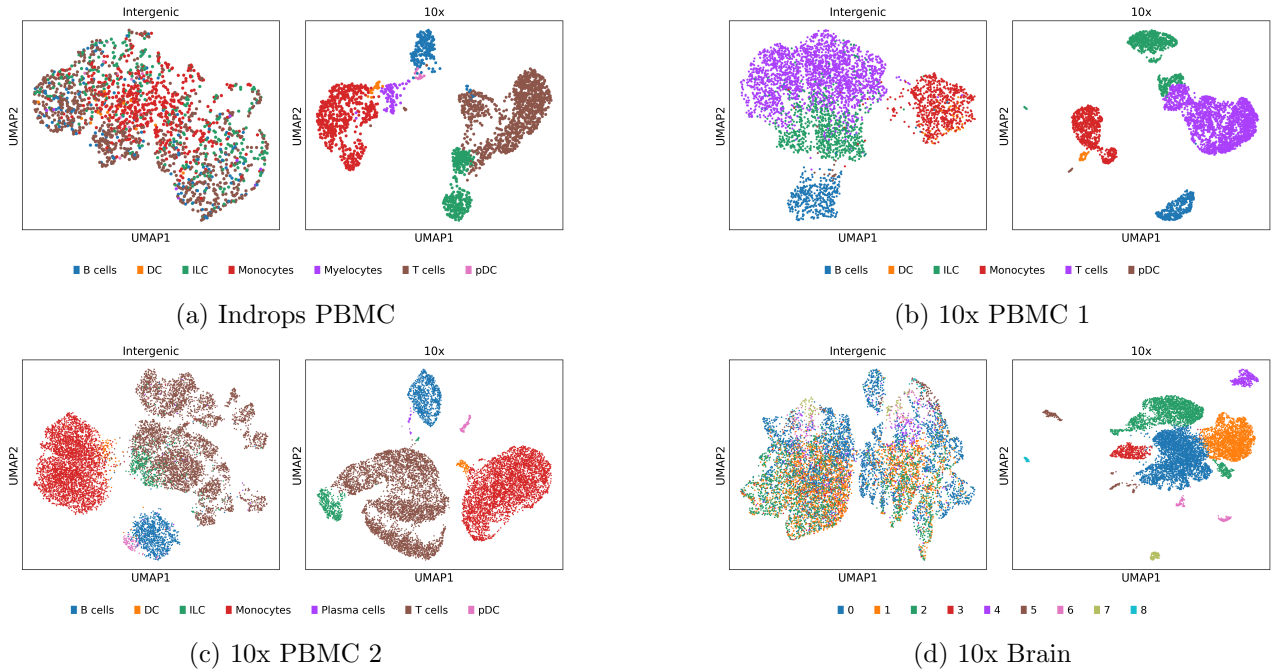 Intergenic
10x
UMAP2
UMAP2
UMAP1
UMAP1
B cells DC ILC Monocytes Myelocytes T cells pDC
(a) Indrops PBMC
Intergenic
10x
UMAP2
UMAP2
UMAP1
UMAP1
B cells DC ILC Monocytes T cells pDC
(b) 10x PBMC 1
Intergenic
10x
UMAP2
UMAP2
UMAP1
UMAP1
B cells DC ILC Monocytes Plasma cells T cells pDC
(c) 10x PBMC 2
Intergenic
10x
UMAP2
UMAP2
UMAP1
UMAP1
0 1 2 3 4 5 6 7 8
(d) 10x Brain